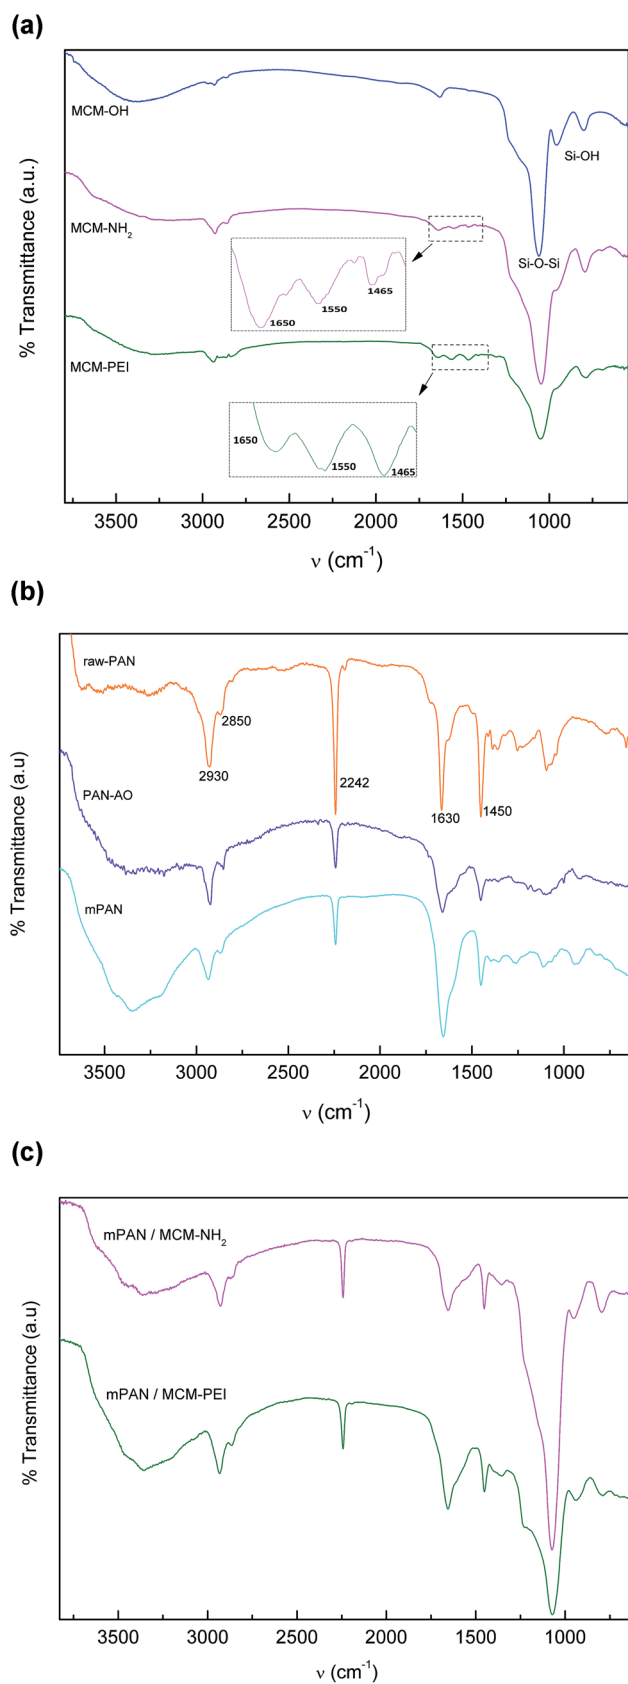 (a)
MCM-OH
Si-OH
MCM-NH₂
Si-O-Si
1650
1550
1465
MCM-PEI
1650
1550
1465
% Transmittance (a.u.)
3500 3000 2500 2000 1500 1000
ν (cm⁻¹)
(b)
raw-PAN
2850
2930
2242
1630
1450
PAN-AO
mPAN
% Transmittance (a.u)
3500 3000 2500 2000 1500 1000
ν (cm⁻¹)
(c)
mPAN / MCM-NH₂
mPAN / MCM-PEI
% Transmittance (a.u)
3500 3000 2500 2000 1500 1000
ν (cm⁻¹)